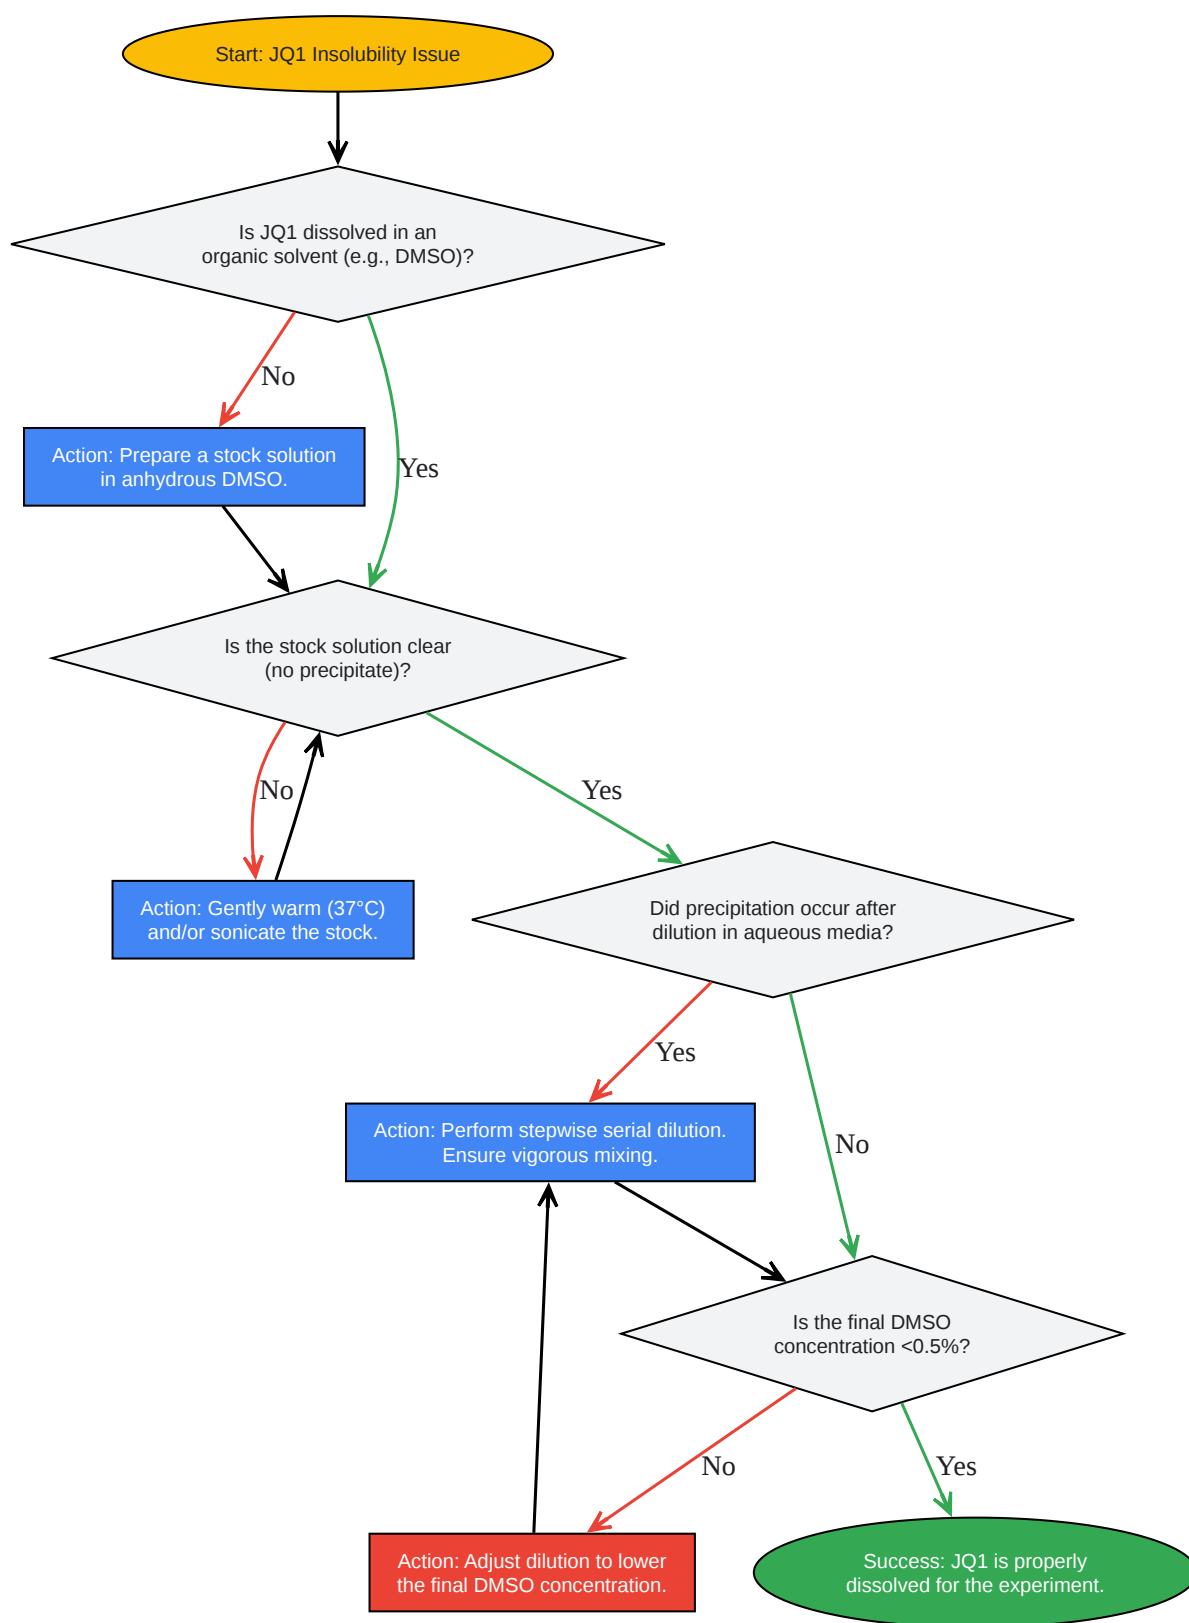 Start: JQ1 Insolubility Issue
Is JQ1 dissolved in an
organic solvent (e.g., DMSO)?
No
Yes
Action: Prepare a stock solution
in anhydrous DMSO.
Is the stock solution clear
(no precipitate)?
No
Yes
Action: Gently warm (37°C)
and/or sonicate the stock.
Did precipitation occur after
dilution in aqueous media?
Yes
No
Action: Perform stepwise serial dilution.
Ensure vigorous mixing.
Is the final DMSO
concentration <0.5%?
No
Yes
Action: Adjust dilution to lower
the final DMSO concentration.
Success: JQ1 is properly
dissolved for the experiment.